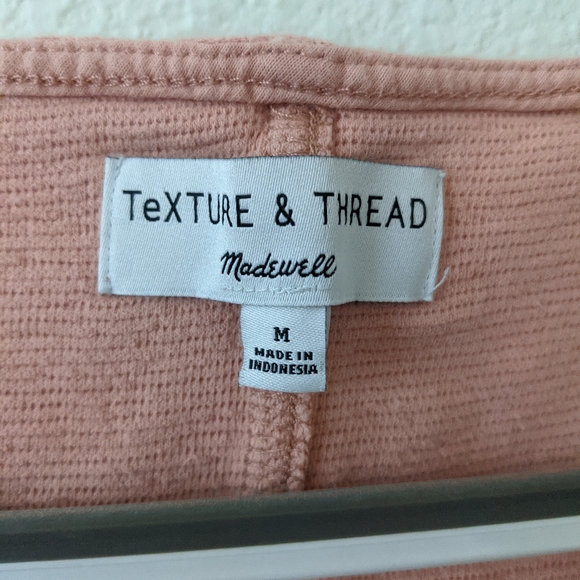 TeXTURE & THREAD
Madewell
M
MADE IN
INDONESIA